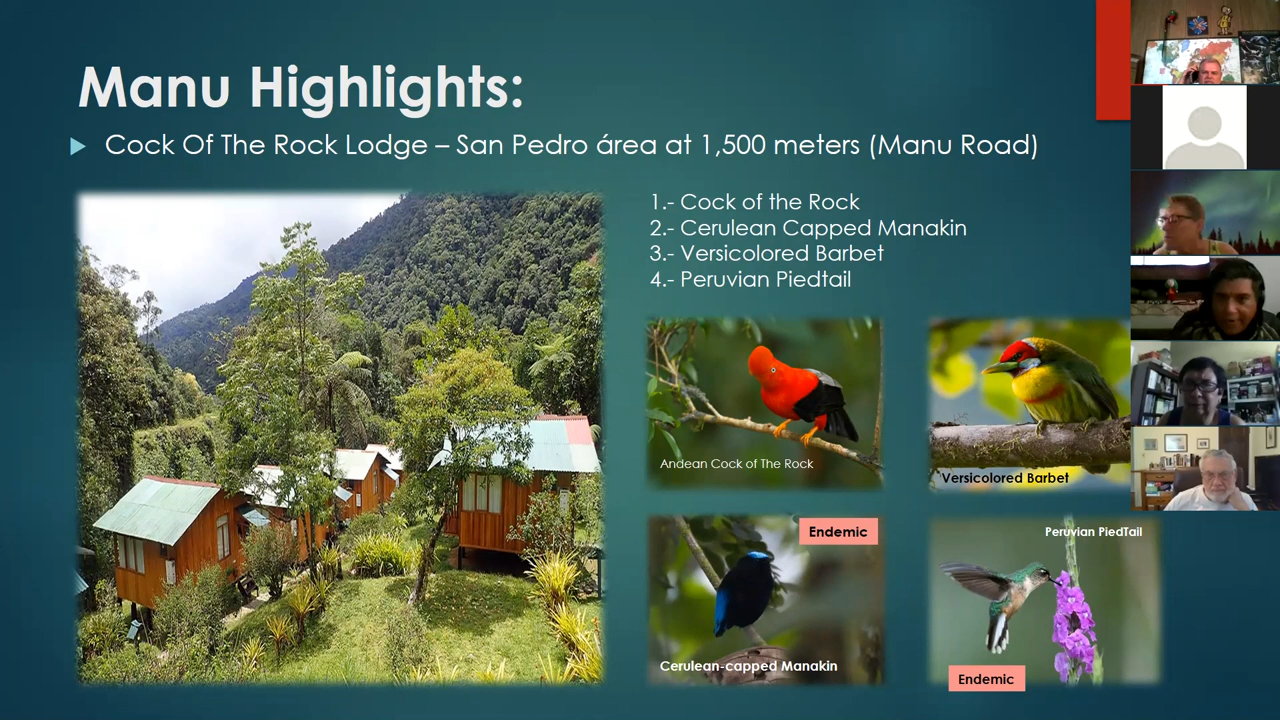 Manu Highlights:
Cock Of The Rock Lodge – San Pedro área at 1,500 meters (Manu Road)
1.- Cock of the Rock
2.- Cerulean Capped Manakin
3.- Versicolored Barbet
4.- Peruvian Piedtail
Andean Cock of The Rock
Versicolored Barbet
Endemic
Cerulean-capped Manakin
Peruvian PiedTail
Endemic